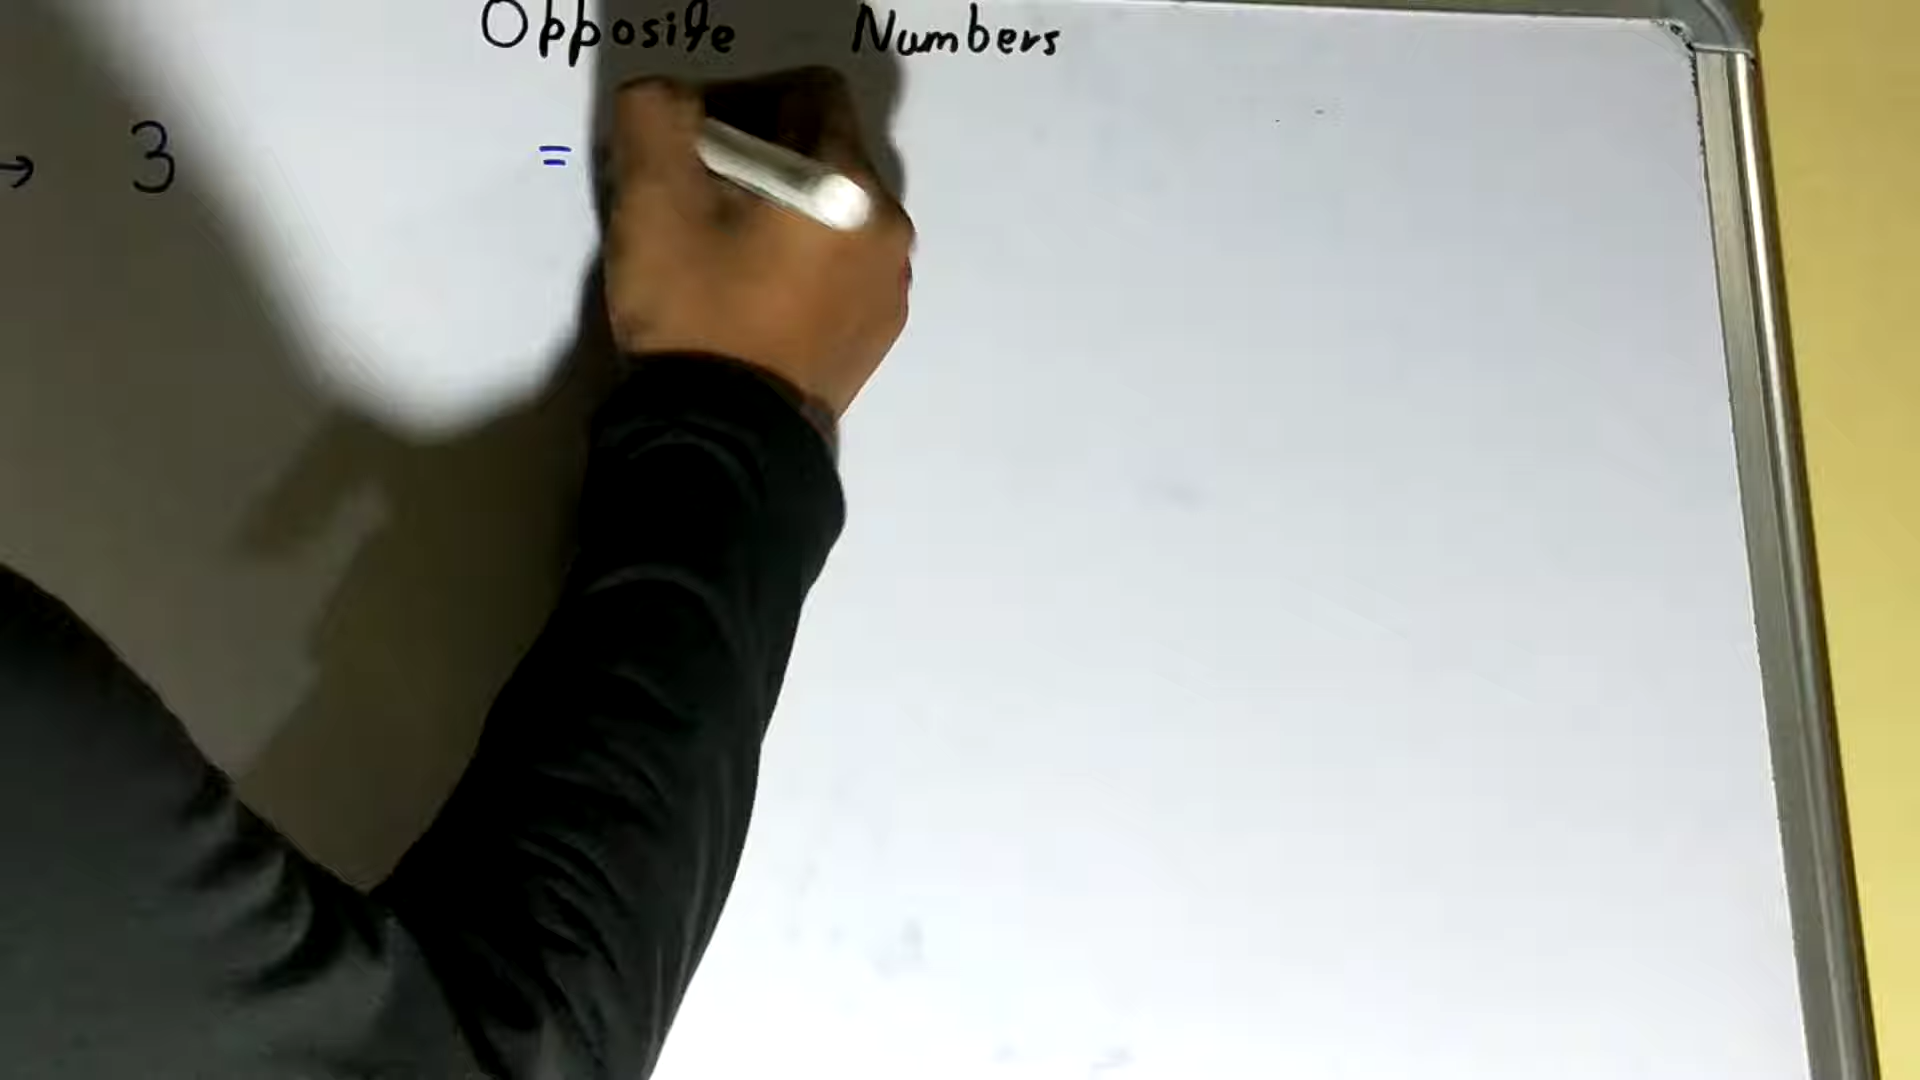 Opposite Numbers
→ 3 =